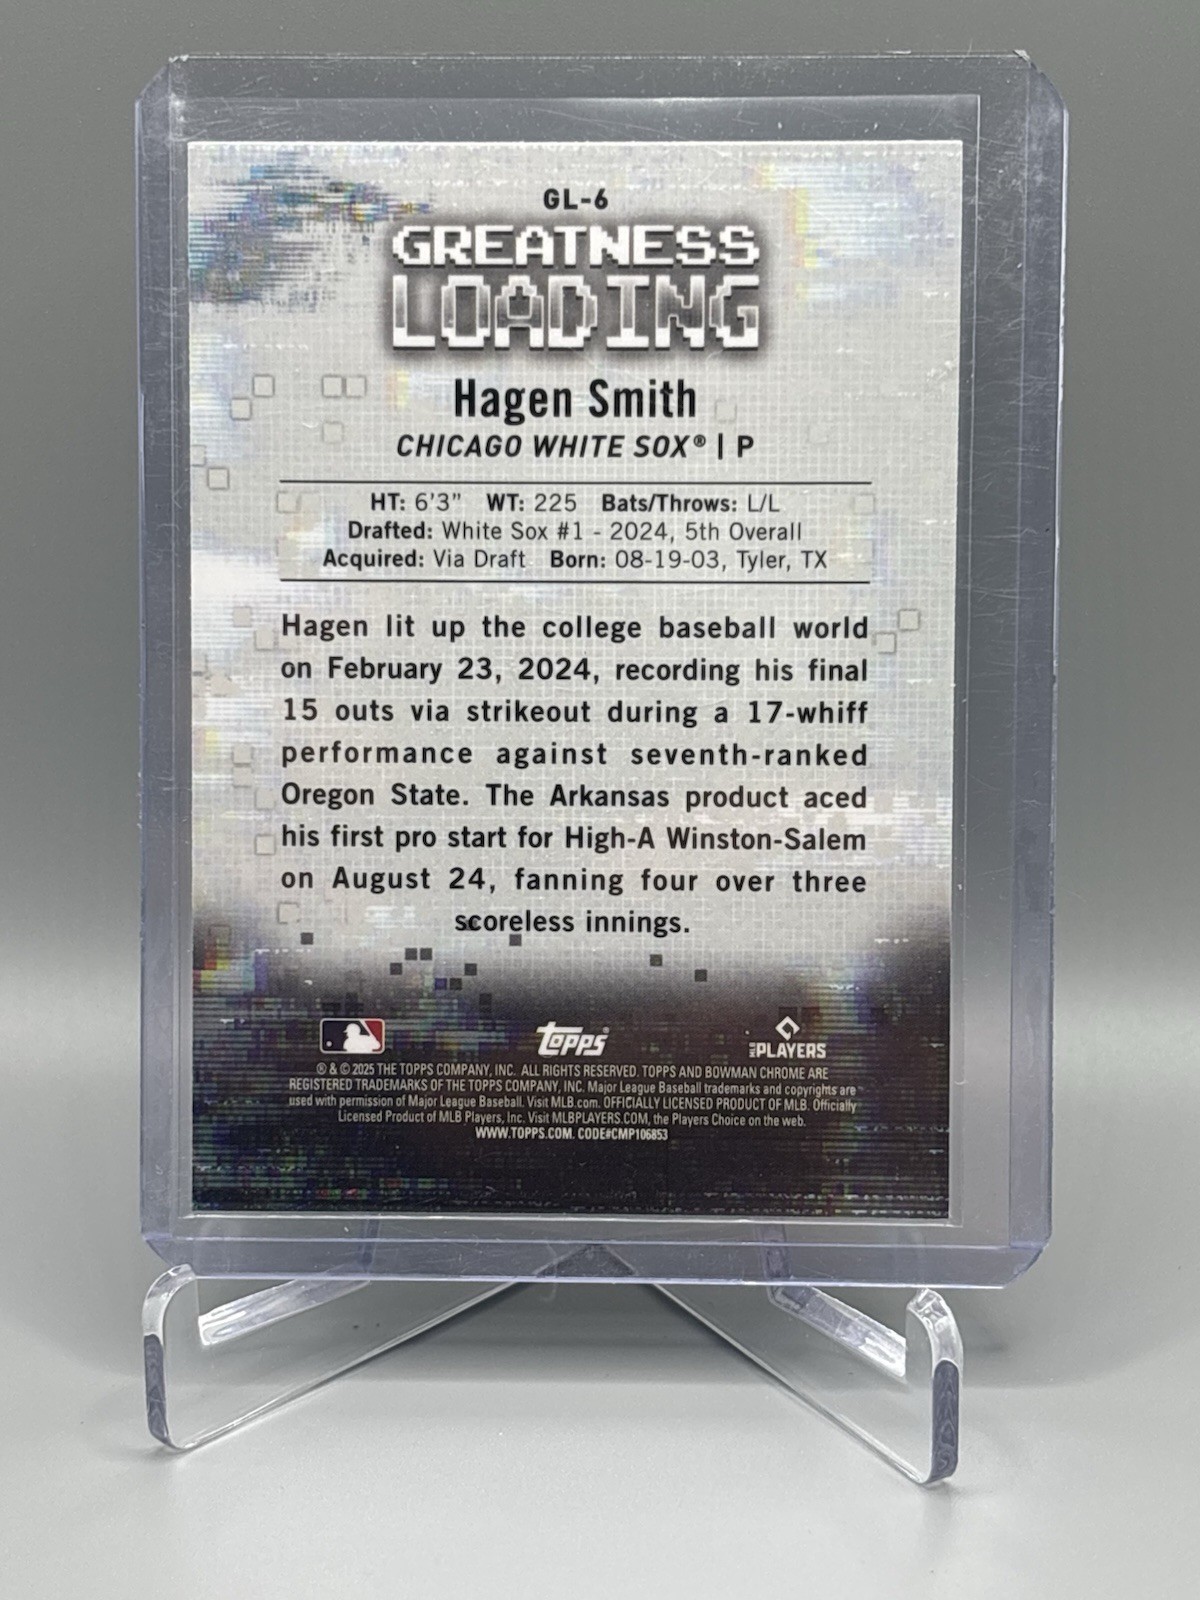 GL-6
GREATNESS
LOADING
Hagen Smith
CHICAGO WHITE SOX® | P
HT: 6'3" WT: 225 Bats/Throws: L/L
Drafted: White Sox #1 - 2024, 5th Overall
Acquired: Via Draft Born: 08-19-03, Tyler, TX
Hagen lit up the college baseball world
on February 23, 2024, recording his final
15 outs via strikeout during a 17-whiff
performance against seventh-ranked
Oregon State. The Arkansas product aced
his first pro start for High-A Winston-Salem
on August 24, fanning four over three
scoreless innings.
Topps®
MLB PLAYERS
® & © 2025 THE TOPPS COMPANY, INC. ALL RIGHTS RESERVED. TOPPS AND BOWMAN CHROME ARE
REGISTERED TRADEMARKS OF THE TOPPS COMPANY, INC. Major League Baseball trademarks and copyrights are
used with permission of Major League Baseball. Visit MLB.com. OFFICIALLY LICENSED PRODUCT OF MLB. Officially
Licensed Product of MLB Players, Inc. Visit MLBPLAYERS.COM, the Players Choice on the web.
WWW.TOPPS.COM. CODE#CMP106853